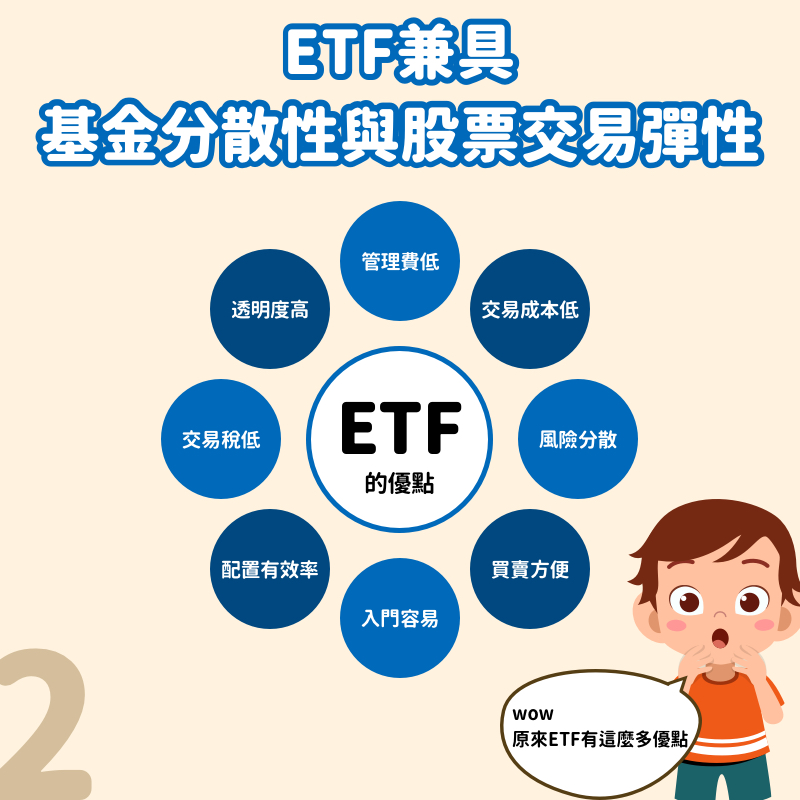 ETF兼具
基金分散性與股票交易彈性
管理費低
透明度高
交易成本低
交易稅低
ETF
的優點
風險分散
配置有效率
買賣方便
入門容易
wow
原來ETF有這麼多優點
2